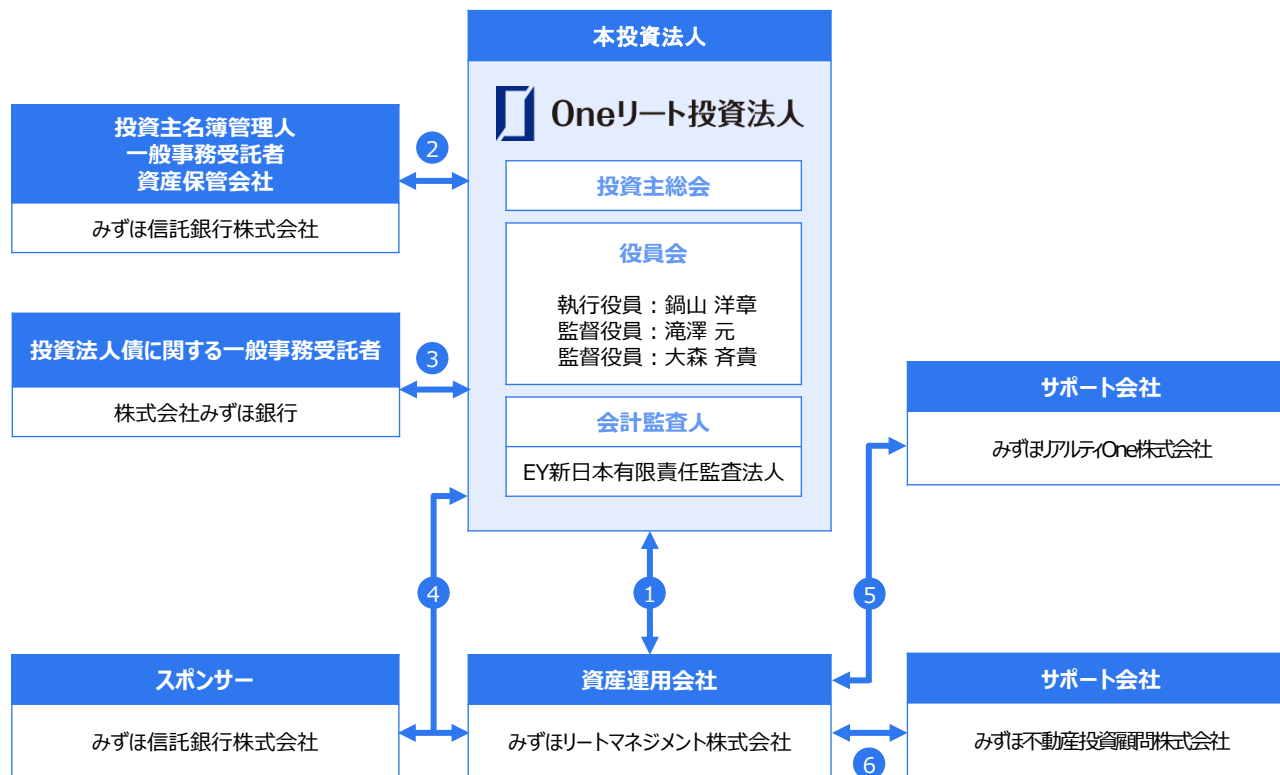 本投資法人
Oneリート投資法人
投資主総会
役員会
執行役員：鍋山 洋章
監督役員：滝澤 元
監督役員：大森 斉貴
会計監査人
EY新日本有限責任監査法人
投資主名簿管理人
一般事務受託者
資産保管会社
みずほ信託銀行株式会社
2
投資法人債に関する一般事務受託者
株式会社みずほ銀行
3
サポート会社
みずほリアルティOne株式会社
4
1
5
スポンサー
みずほ信託銀行株式会社
資産運用会社
みずほリートマネジメント株式会社
サポート会社
みずほ不動産投資顧問株式会社
6